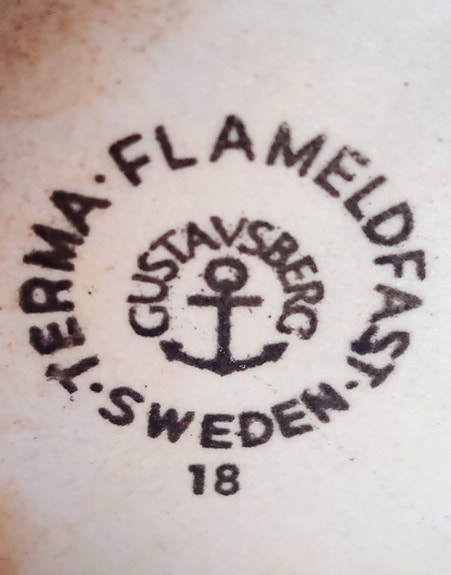 TERMA · FLAMELDFAST · SWEDEN ·
GUSTAVSBERG
18